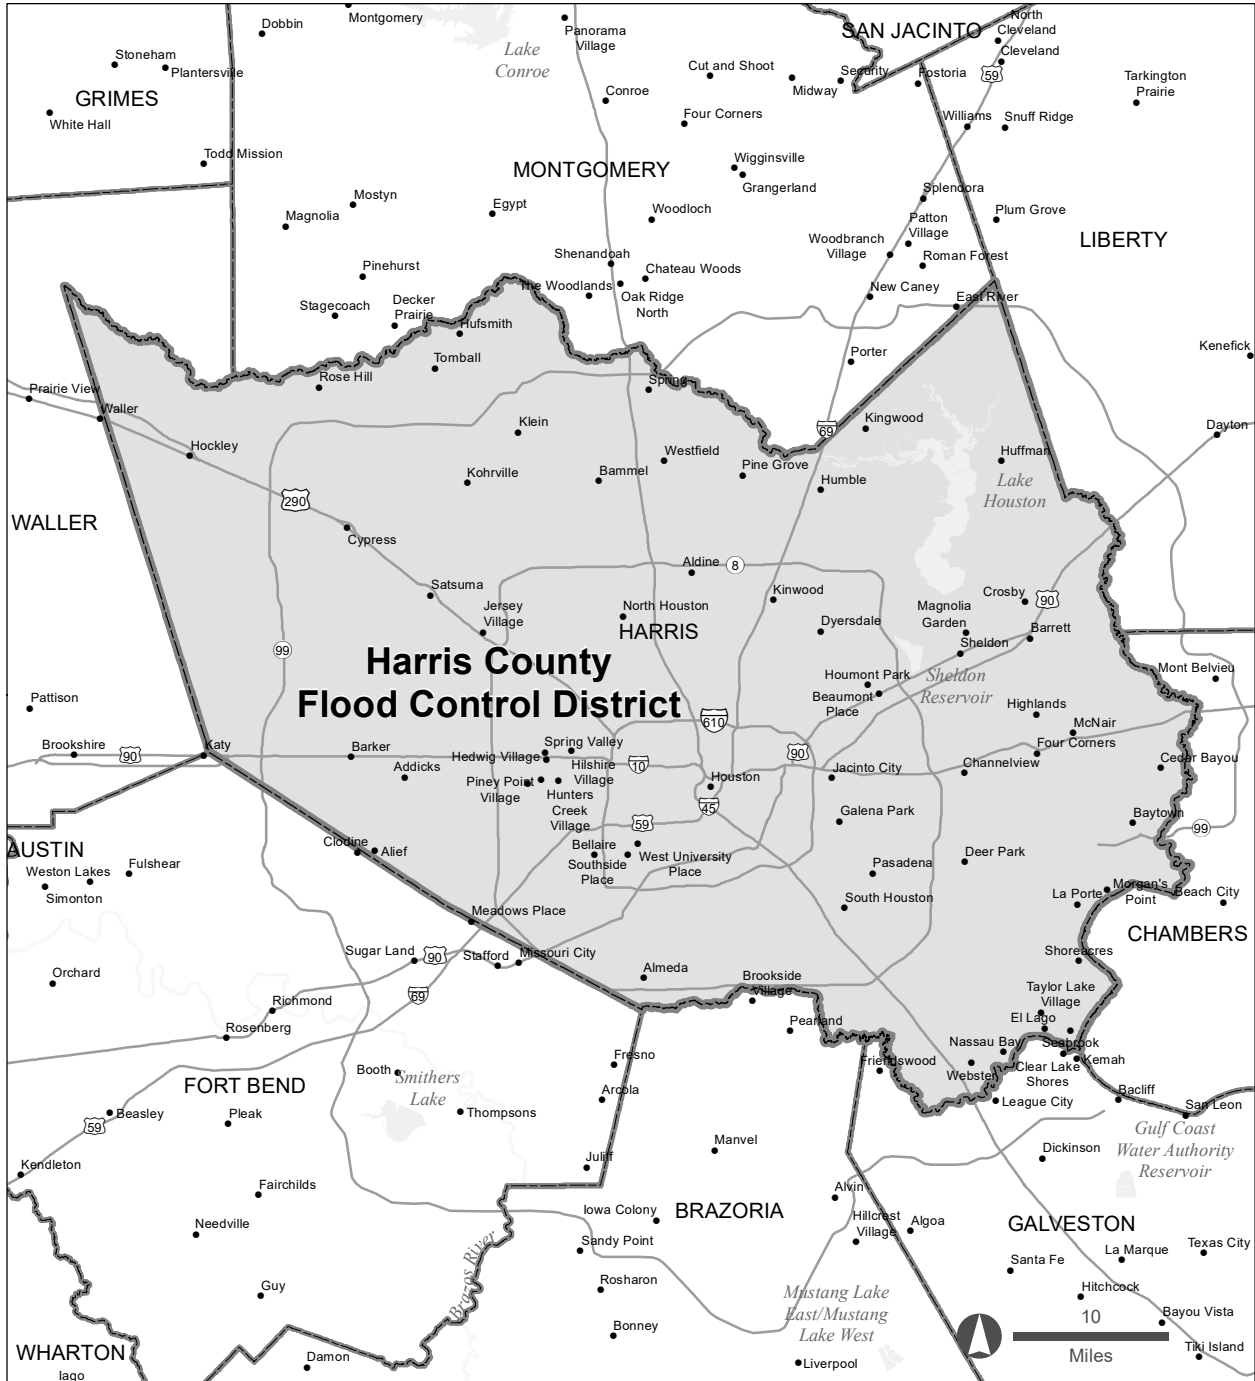 Dobbin
Montgomery
Panorama
Village
SAN JACINTO
North
Cleveland
Cleveland
Stoneham
Plantersville
Lake
Conroe
Cut and Shoot
Midway
Security
Fostoria
59
Tarkington
Prairie
GRIMES
White Hall
Conroe
Four Corners
Williams
Snuff Ridge
Todd Mission
MONTGOMERY
Wigginsville
Grangerland
Mostyn
Magnolia
Egypt
Woodloch
Splendora
Patton
Village
Plum Grove
LIBERTY
Woodbranch
Village
Roman Forest
Shenandoah
Chateau Woods
Pinehurst
The Woodlands
Oak Ridge
North
New Caney
East River
Stagecoach
Decker
Prairie
Hufsmith
Tomball
Porter
Kenefick
Rose Hill
Spring
Prairie View
Waller
69
Kingwood
Dayton
Hockley
Klein
Westfield
Huffman
Kohrville
Bammel
Pine Grove
Humble
Lake
Houston
290
WALLER
Cypress
Aldine
8
Satsuma
Kinwood
Crosby
90
Jersey
Village
North Houston
HARRIS
Dyersdale
Magnolia
Garden
Barrett
Sheldon
99
Harris County
Flood Control District
Mont Belvieu
Houmont Park
Beaumont
Place
Sheldon
Reservoir
Pattison
Highlands
610
McNair
Brookshire
90
Katy
Barker
Spring Valley
Hedwig Village
90
Four Corners
Addicks
Hilshire
Village
10
Houston
Jacinto City
Channelview
Cedar Bayou
Piney Point
Village
Hunters
Creek
Village
45
Galena Park
Baytown
59
99
AUSTIN
Clodine
Alief
Bellaire
Southside
Place
West University
Place
Pasadena
Deer Park
Weston Lakes
Fulshear
Simonton
South Houston
La Porte
Morgan's
Point
Beach City
Meadows Place
CHAMBERS
Sugar Land
90
Stafford
Missouri City
Almeda
Brookside
Village
Shoreacres
Orchard
69
Taylor Lake
Village
Richmond
Rosenberg
Pearland
El Lago
Nassau Bay
Seabrook
Fresno
Friendswood
Webster
Clear Lake
Shores
Kemah
Booth
Smithers
Lake
FORT BEND
Arcola
League City
Bacliff
San Leon
Beasley
Pleak
59
Thompsons
Gulf Coast
Water Authority
Reservoir
Manvel
Dickinson
Kendleton
Juliff
Fairchilds
Alvin
Iowa Colony
BRAZORIA
Hillcrest
Village
Algoa
GALVESTON
Needville
Sandy Point
Brazos River
Santa Fe
La Marque
Texas City
Guy
Rosharon
Mustang Lake
East/Mustang
Lake West
Hitchcock
10
Miles
Bayou Vista
Bonney
WHARTON
Iago
Damon
Liverpool
Tiki Island